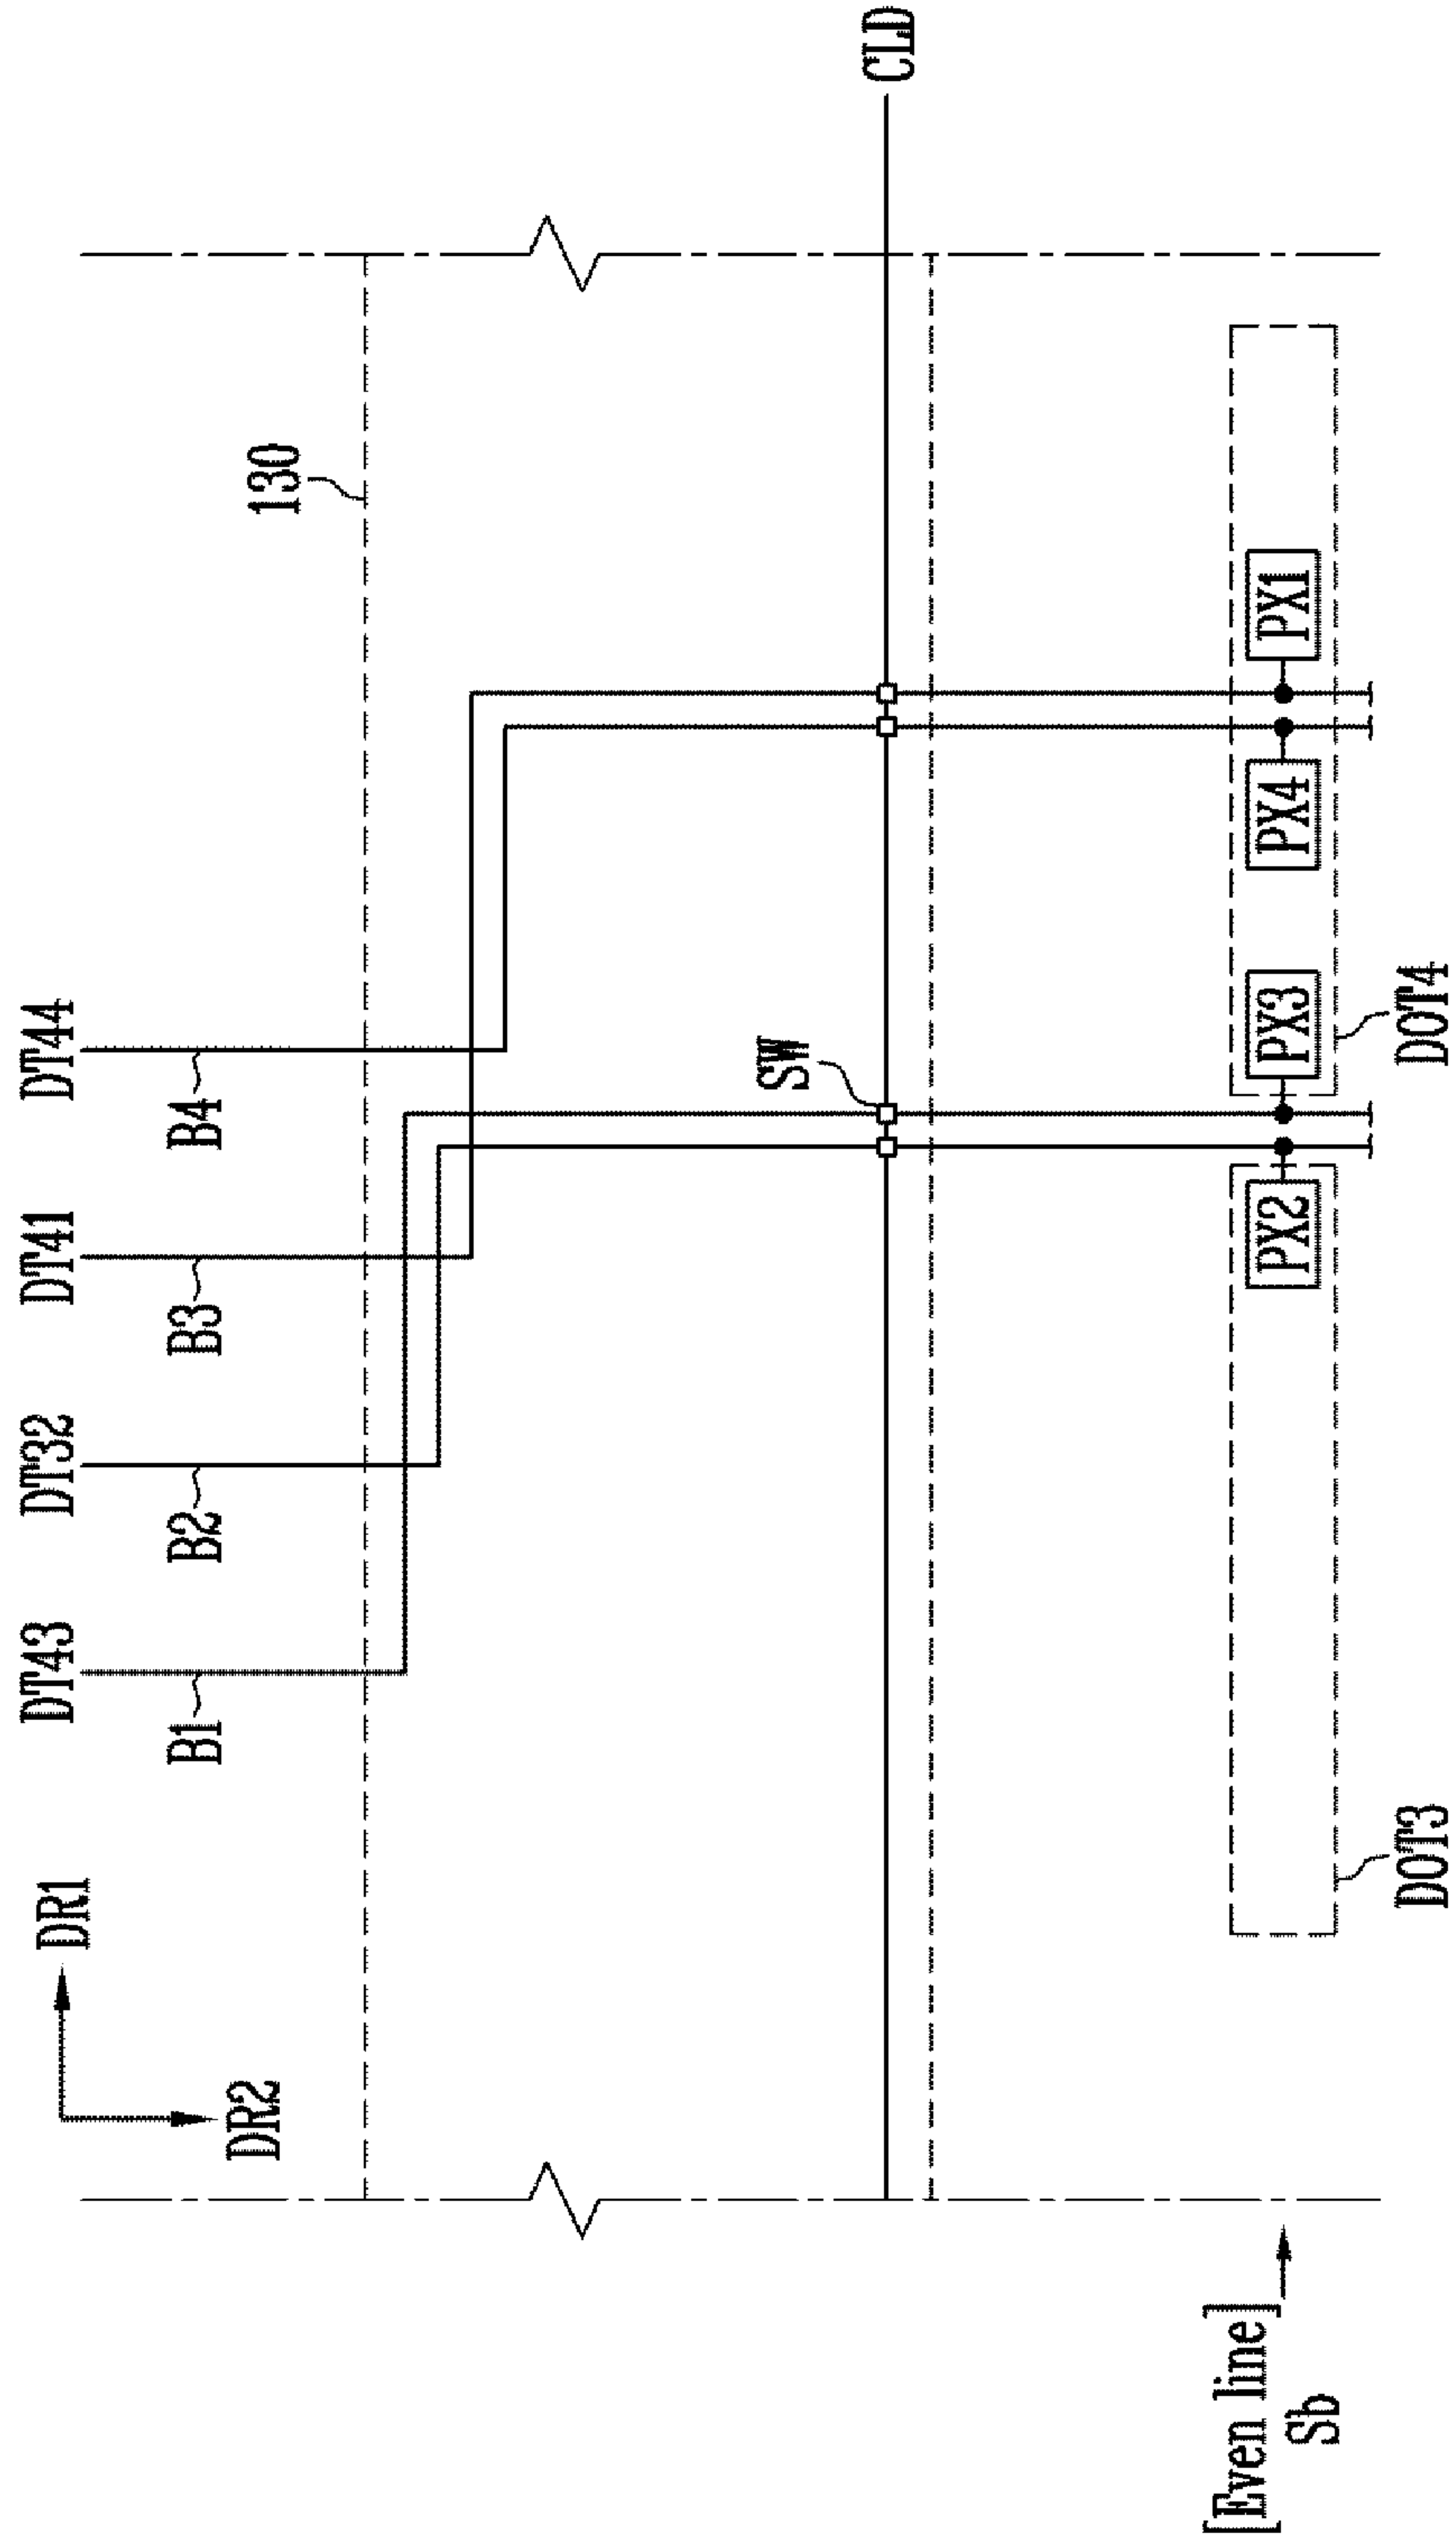 DR1
DR2
DT43
DT32
DT41
DT44
B1
B2
B3
B4
130
SW
CLD
[Even line]
Sb
PX2
PX3
PX4
PX1
DOT3
DOT4